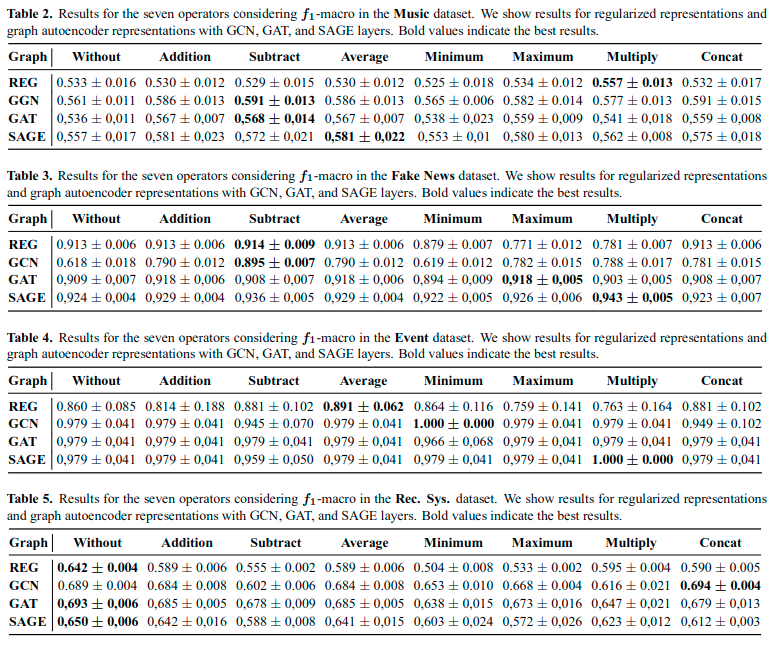 Table 2. Results for the seven operators considering f1-macro in the Music dataset. We show results for regularized representations and
graph autoencoder representations with GCN, GAT, and SAGE layers. Bold values indicate the best results.
Graph Without Addition Subtract Average Minimum Maximum Multiply Concat
REG 0.533 ± 0.016 0.530 ± 0.012 0.529 ± 0.015 0.530 ± 0.012 0.525 ± 0.018 0.534 ± 0.012 0.557 ± 0.013 0.532 ± 0.017
GGN 0.561 ± 0.011 0.586 ± 0.013 0.591 ± 0.013 0.586 ± 0.013 0.565 ± 0.006 0.582 ± 0.014 0.577 ± 0.013 0.591 ± 0.015
GAT 0,536 ± 0,011 0,567 ± 0,007 0,568 ± 0,014 0,567 ± 0,007 0,538 ± 0,023 0,559 ± 0,009 0,541 ± 0,018 0,559 ± 0,008
SAGE 0,557 ± 0,017 0,581 ± 0,023 0,572 ± 0,021 0,581 ± 0,022 0,553 ± 0,01 0,580 ± 0,013 0,562 ± 0,008 0,575 ± 0,018
Table 3. Results for the seven operators considering f1-macro in the Fake News dataset. We show results for regularized representations
and graph autoencoder representations with GCN, GAT, and SAGE layers. Bold values indicate the best results.
Graph Without Addition Subtract Average Minimum Maximum Multiply Concat
REG 0.913 ± 0.006 0.913 ± 0.006 0.914 ± 0.009 0.913 ± 0.006 0.879 ± 0.007 0.771 ± 0.012 0.781 ± 0.007 0.913 ± 0.006
GCN 0.618 ± 0.018 0.790 ± 0.012 0.895 ± 0.007 0.790 ± 0.012 0.619 ± 0.012 0.782 ± 0.015 0.788 ± 0.017 0.781 ± 0.015
GAT 0,909 ± 0,007 0,918 ± 0,006 0,908 ± 0,007 0,918 ± 0,006 0,894 ± 0,009 0,918 ± 0,005 0,903 ± 0,005 0,908 ± 0,007
SAGE 0,924 ± 0,004 0,929 ± 0,004 0,936 ± 0,005 0,929 ± 0,004 0,922 ± 0,005 0,926 ± 0,006 0,943 ± 0,005 0,923 ± 0,007
Table 4. Results for the seven operators considering f1-macro in the Event dataset. We show results for regularized representations and
graph autoencoder representations with GCN, GAT, and SAGE layers. Bold values indicate the best results.
Graph Without Addition Subtract Average Minimum Maximum Multiply Concat
REG 0.860 ± 0.085 0.814 ± 0.188 0.881 ± 0.102 0.891 ± 0.062 0.864 ± 0.116 0.759 ± 0.141 0.763 ± 0.164 0.881 ± 0.102
GCN 0.979 ± 0.041 0.979 ± 0.041 0.945 ± 0.070 0.979 ± 0.041 1.000 ± 0.000 0.979 ± 0.041 0.979 ± 0.041 0.949 ± 0.102
GAT 0,979 ± 0,041 0,979 ± 0,041 0,979 ± 0,041 0,979 ± 0,041 0,966 ± 0,068 0,979 ± 0,041 0,979 ± 0,041 0,979 ± 0,041
SAGE 0,979 ± 0,041 0,979 ± 0,041 0,959 ± 0,050 0,979 ± 0,041 0,979 ± 0,041 0,979 ± 0,041 1.000 ± 0.000 0,979 ± 0,041
Table 5. Results for the seven operators considering f1-macro in the Rec. Sys. dataset. We show results for regularized representations
and graph autoencoder representations with GCN, GAT, and SAGE layers. Bold values indicate the best results.
Graph Without Addition Subtract Average Minimum Maximum Multiply Concat
REG 0.642 ± 0.004 0.589 ± 0.006 0.555 ± 0.002 0.589 ± 0.006 0.504 ± 0.008 0.533 ± 0.002 0.595 ± 0.004 0.590 ± 0.005
GCN 0.689 ± 0.004 0.684 ± 0.008 0.602 ± 0.006 0.684 ± 0.008 0.653 ± 0.010 0.668 ± 0.004 0.616 ± 0.021 0.694 ± 0.004
GAT 0,693 ± 0,006 0,685 ± 0,005 0,678 ± 0,009 0,685 ± 0,005 0,638 ± 0,015 0,673 ± 0,016 0,647 ± 0,021 0,679 ± 0,013
SAGE 0,650 ± 0,006 0,642 ± 0,016 0,588 ± 0,008 0,641 ± 0,015 0,603 ± 0,024 0,572 ± 0,026 0,623 ± 0,012 0,612 ± 0,003